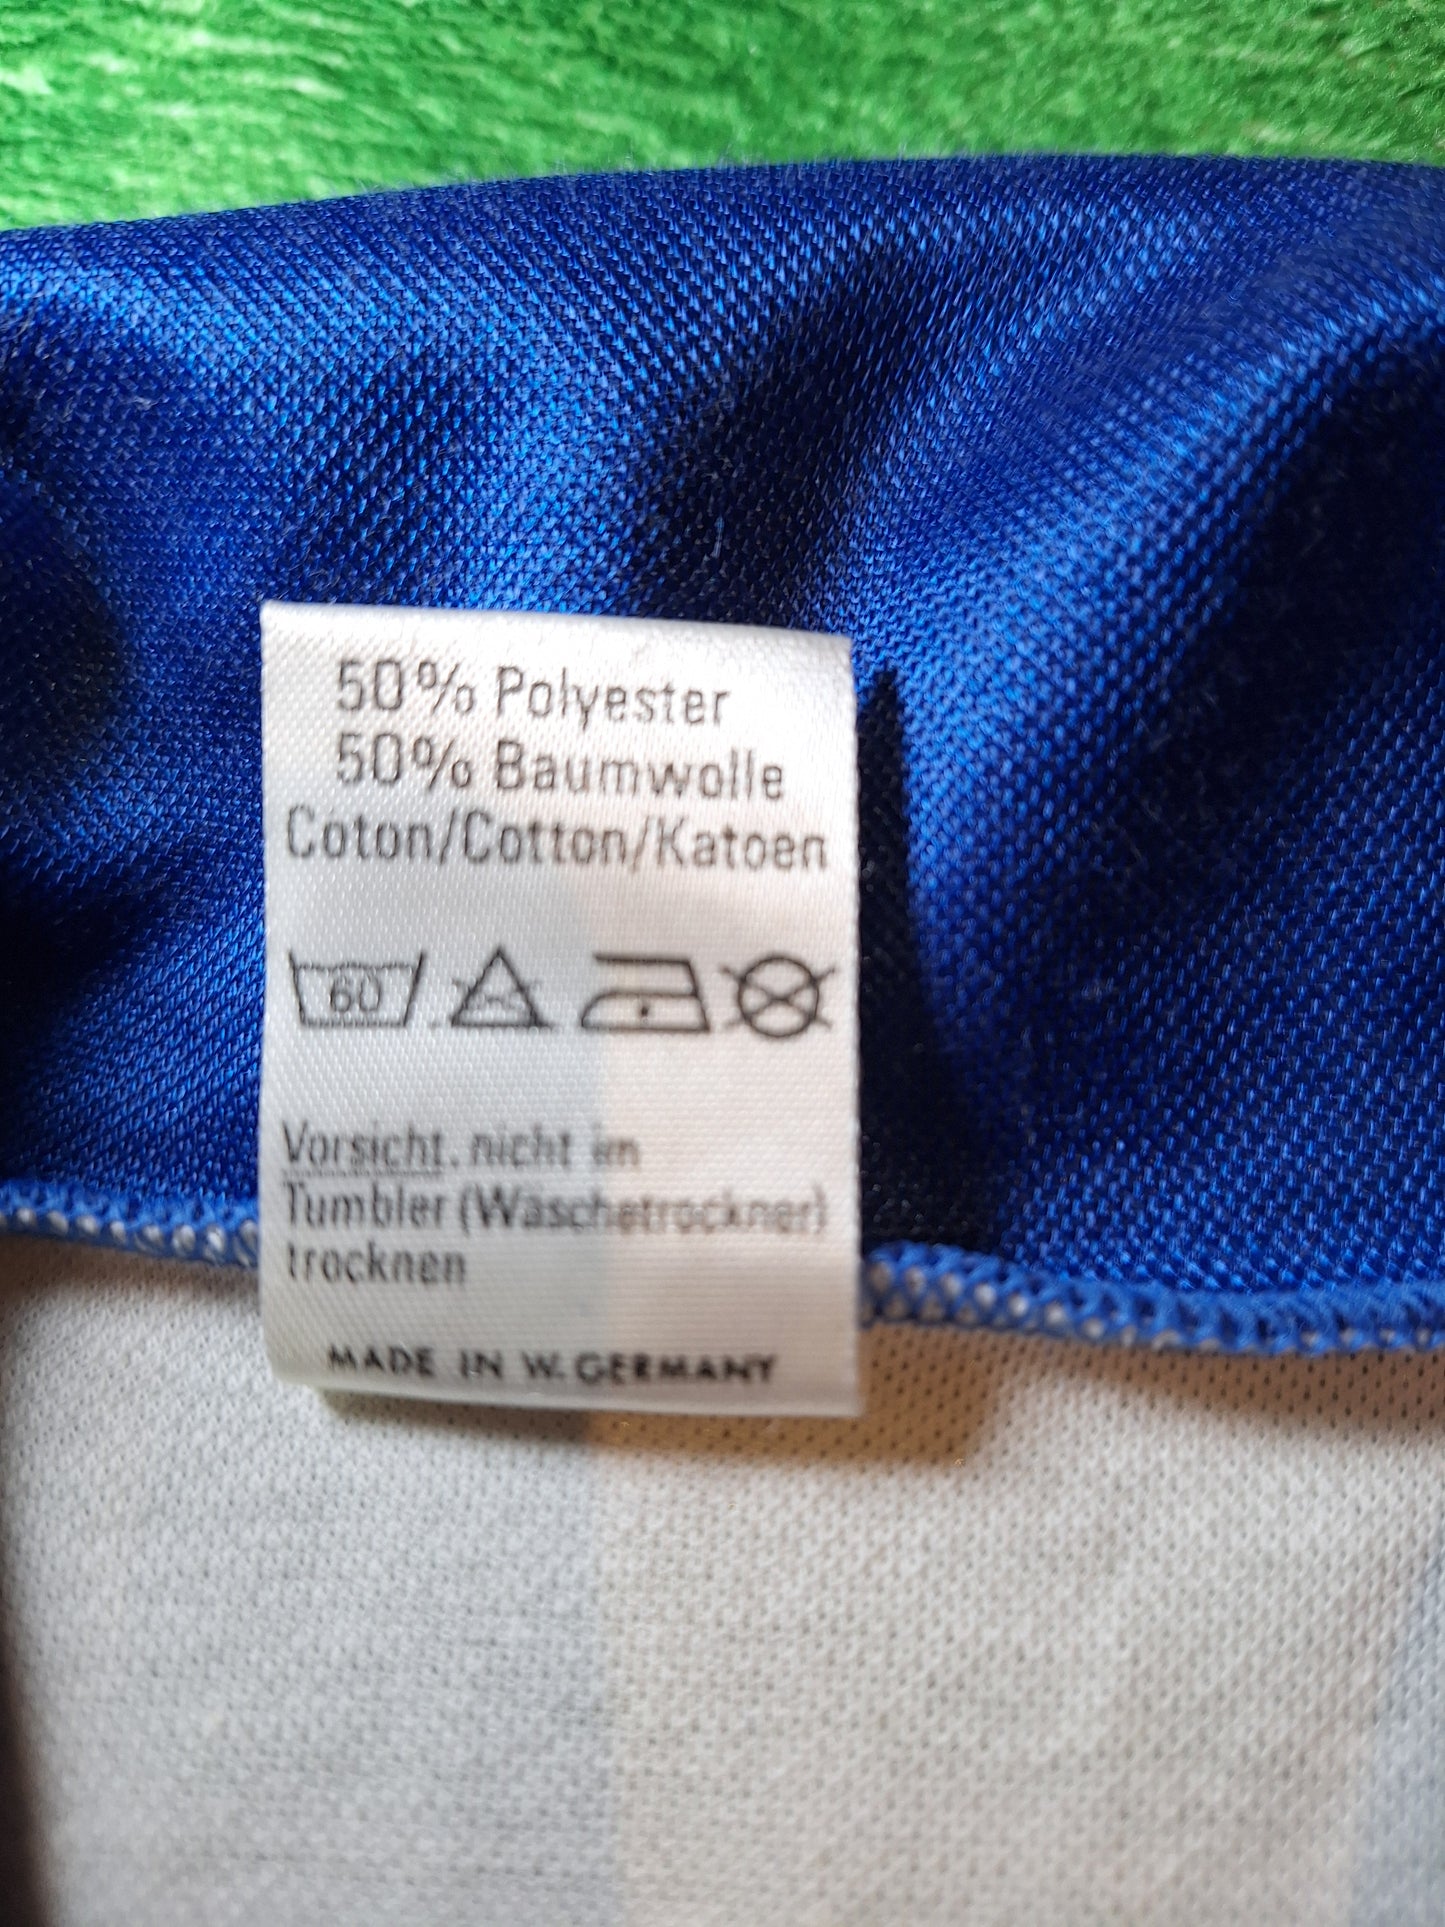 50% Polyester
50% Baumwolle
Coton/Cotton/Katoen
60
Vorsicht, nicht im
Tumbler (Wäschetrockner)
trocknen
MADE IN W. GERMANY